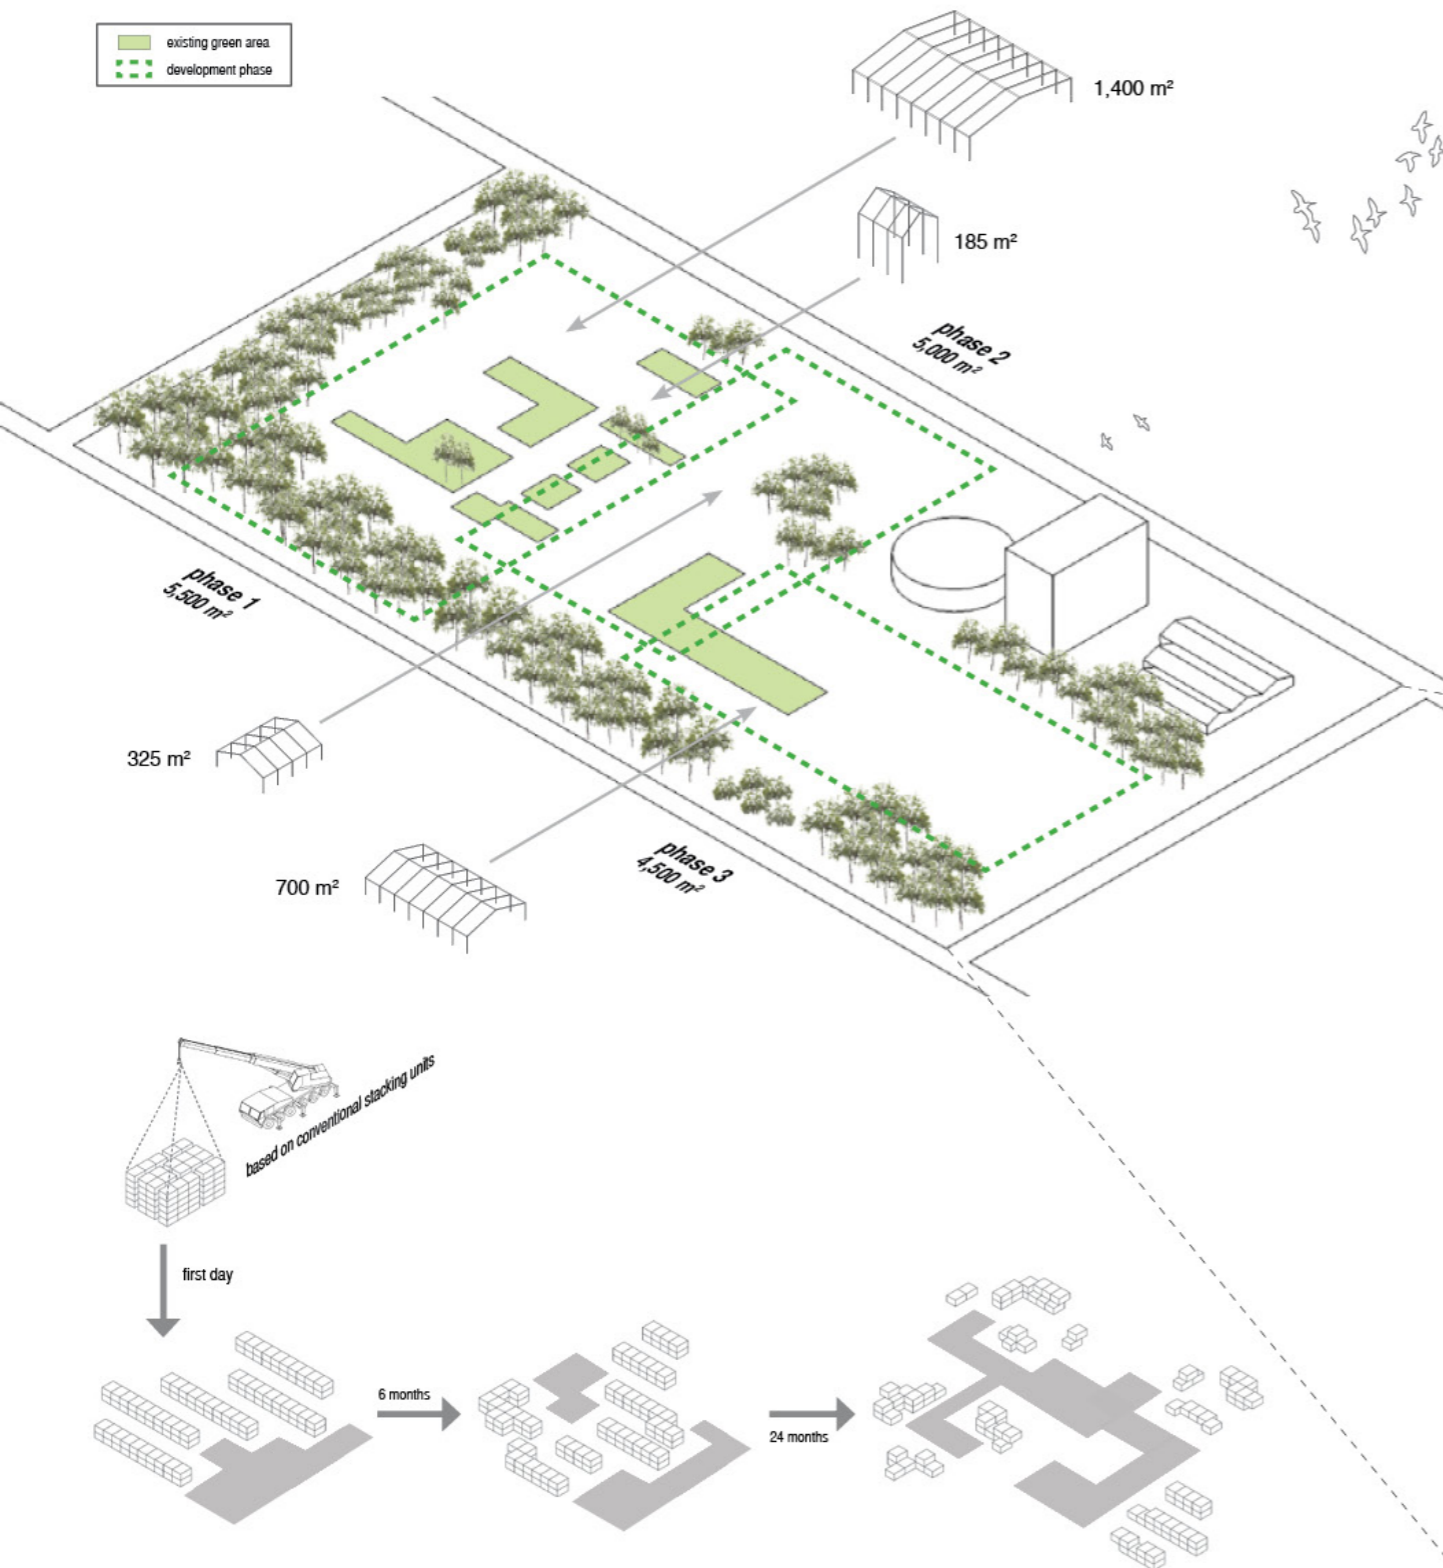 existing green area
development phase
1,400 m²
185 m²
phase 2
5,000 m²
phase 1
5,500 m²
325 m²
700 m²
phase 3
4,500 m²
based on conventional stacking units
first day
6 months
24 months